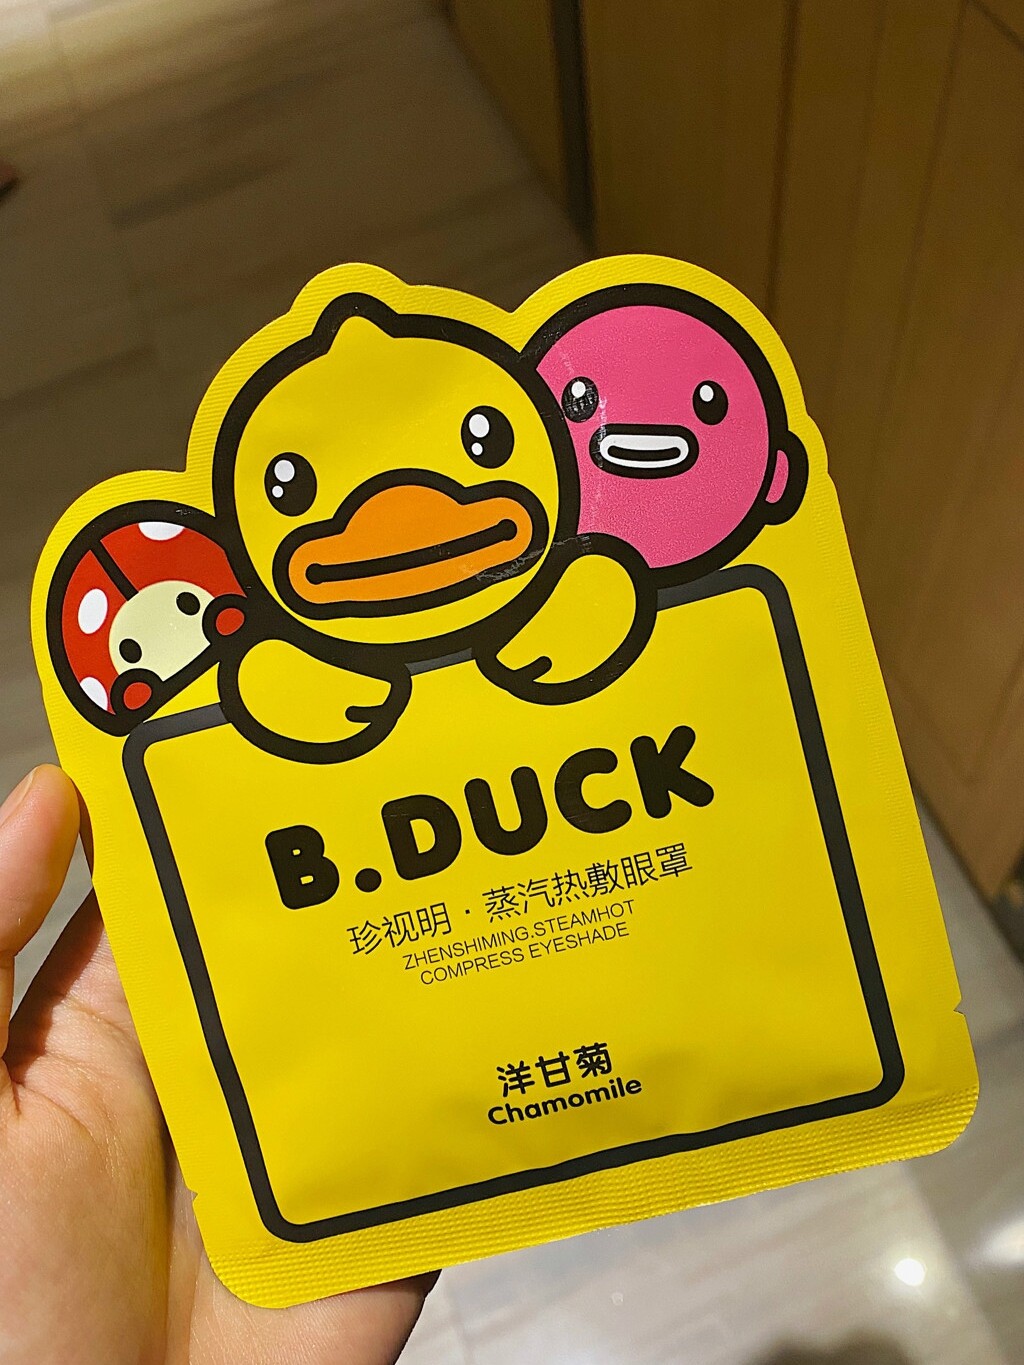 B.DUCK
珍视明·蒸汽热敷眼罩
ZHENSHIMING.STEAMHOT
COMPRESS EYESHADE
洋甘菊
Chamomile